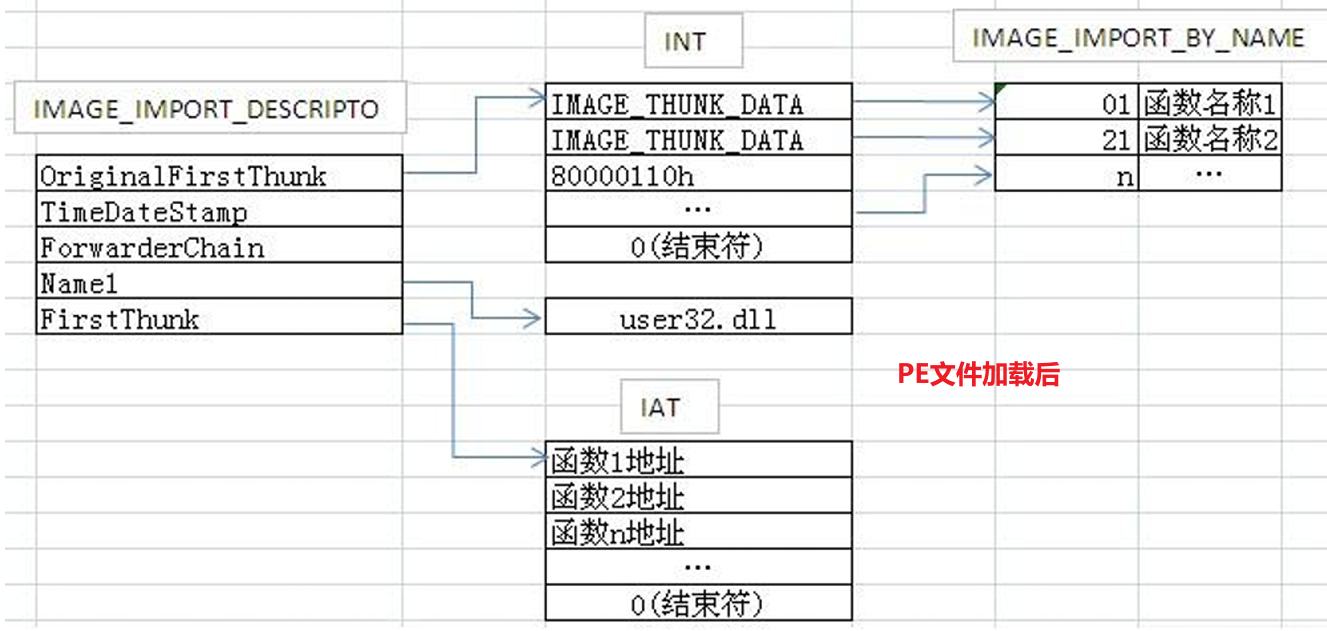 INT
IMAGE_IMPORT_BY_NAME
IMAGE_IMPORT_DESCRIPTO
IMAGE_THUNK_DATA
01 函数名称1
IMAGE_THUNK_DATA
21 函数名称2
OriginalFirstThunk
80000110h
n …
TimeDateStamp
…
ForwarderChain
0(结束符)
Name1
FirstThunk
user32.dll
PE文件加载后
IAT
函数1地址
函数2地址
函数n地址
…
0(结束符)